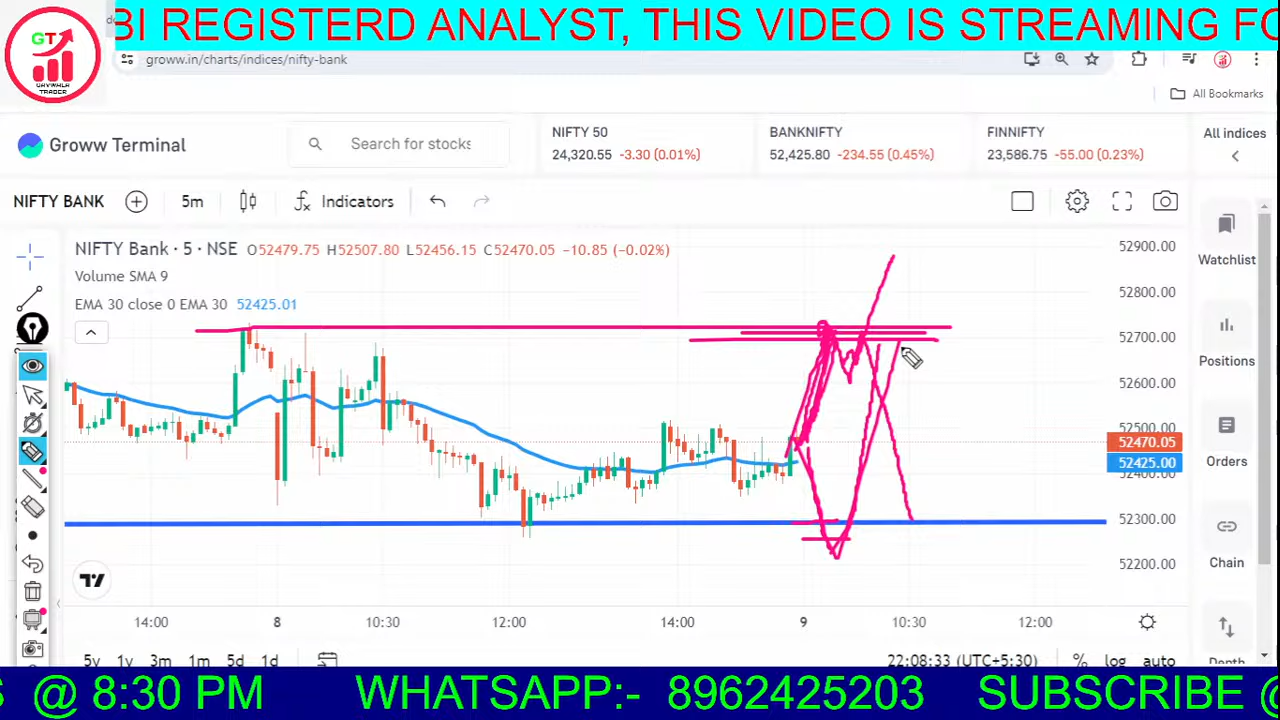 BI REGISTERD ANALYST, THIS VIDEO IS STREAMING FO
GT
GAVWALA
TRADER
groww.in/charts/indices/nifty-bank
All Bookmarks
Groww Terminal
Search for stocks
NIFTY 50
24,320.55 -3.30 (0.01%)
BANKNIFTY
52,425.80 -234.55 (0.45%)
FINNIFTY
23,586.75 -55.00 (0.23%)
All indices
NIFTY BANK
5m
Indicators
NIFTY Bank · 5 · NSE O52479.75 H52507.80 L52456.15 C52470.05 -10.85 (-0.02%)
Volume SMA 9
EMA 30 close 0 EMA 30 52425.01
52900.00
52800.00
52700.00
52600.00
52500.00
52470.05
52425.00
52400.00
52300.00
52200.00
Watchlist
Positions
Orders
Chain
Depth
14:00 8 10:30 12:00 14:00 9 10:30 12:00
5y 1y 3m 1m 5d 1d 22:08:33 (UTC+5:30) % log auto
S @ 8:30 PM WHATSAPP:- 8962425203 SUBSCRIBE @